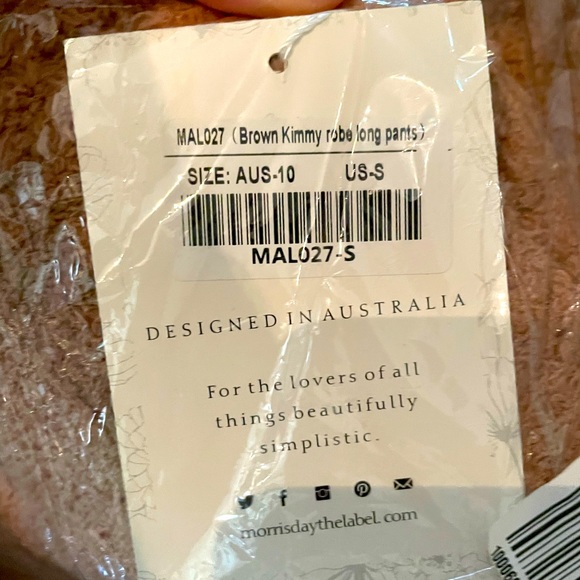 MAL027 (Brown Kimmy robe long pants)
SIZE: AUS-10 US-S
MAL027-S
DESIGNED IN AUSTRALIA
For the lovers of all
things beautifully
simplistic.
morrisdaythelabel.com